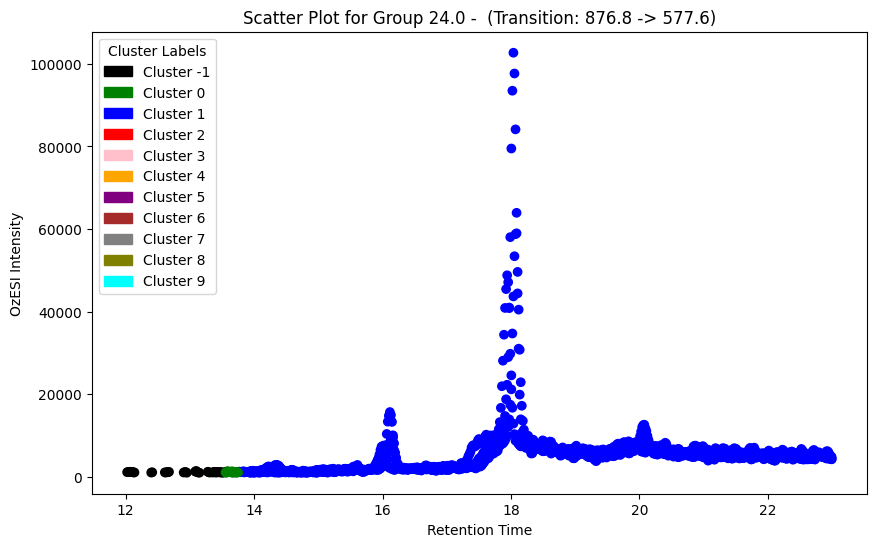 Scatter Plot for Group 24.0 -  (Transition: 876.8 -> 577.6)
Cluster Labels
Cluster -1
Cluster 0
Cluster 1
Cluster 2
Cluster 3
Cluster 4
Cluster 5
Cluster 6
Cluster 7
Cluster 8
Cluster 9
OzESI Intensity
100000
80000
60000
40000
20000
0
12 14 16 18 20 22
Retention Time